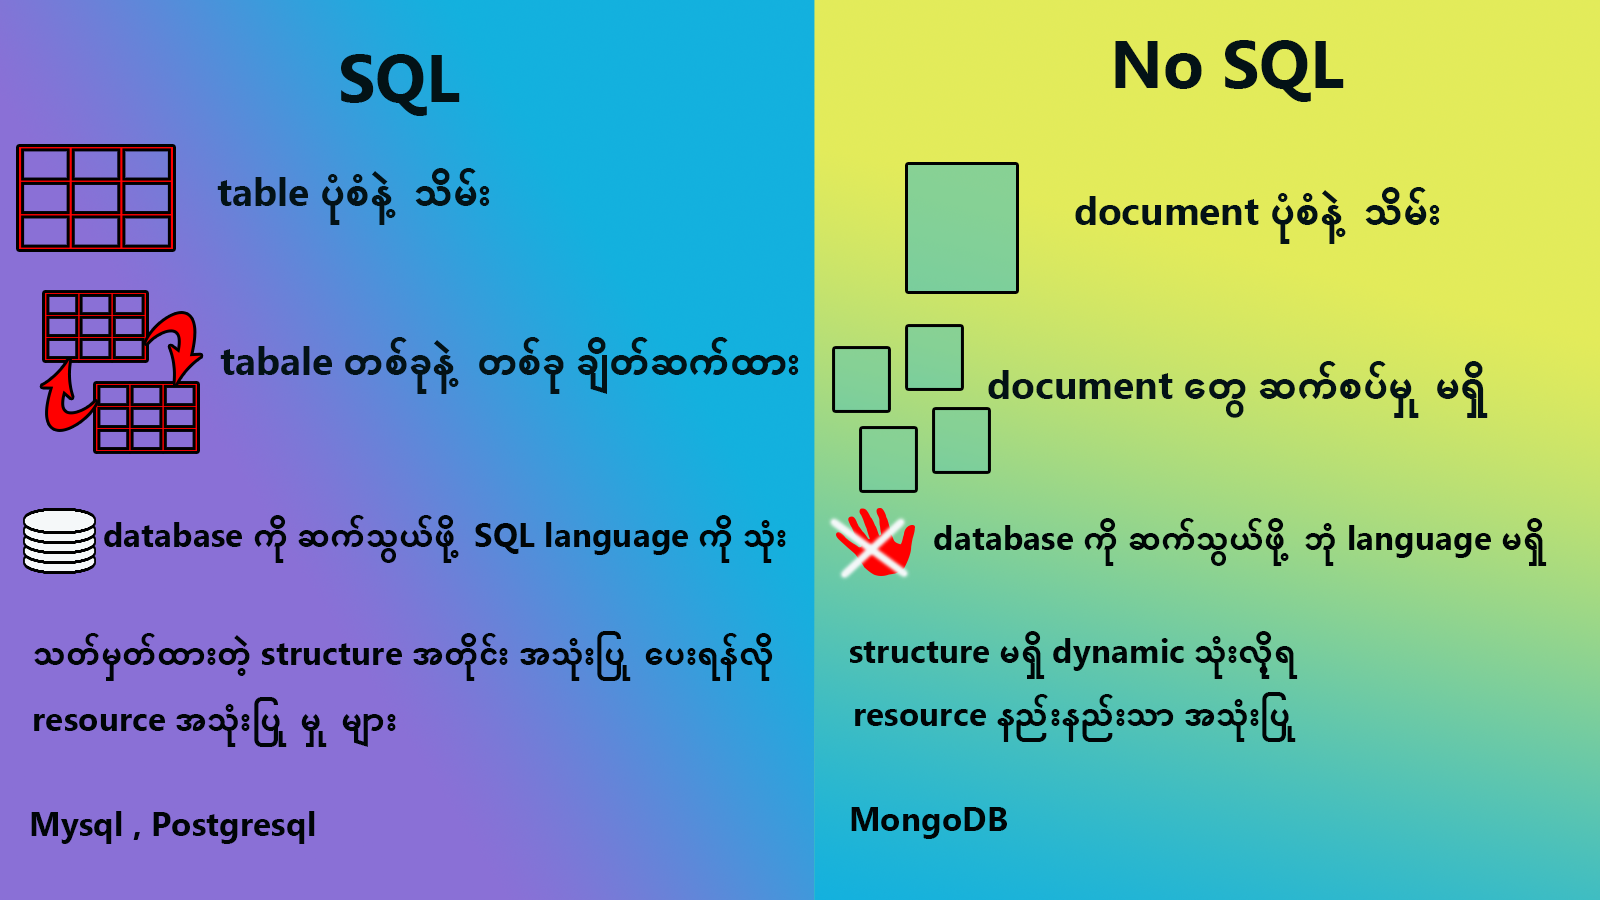 SQL
table ပုံစံနဲ့ သိမ်း
tabale တစ်ခုနဲ့ တစ်ခု ချိတ်ဆက်ထား
database ကို ဆက်သွယ်ဖို့ SQL language ကို သုံး
သတ်မှတ်ထားတဲ့ structure အတိုင်း အသုံးပြု ပေးရန်လို
resource အသုံးပြု မှု များ
Mysql , Postgresql
No SQL
document ပုံစံနဲ့ သိမ်း
document တွေ ဆက်စပ်မှု မရှိ
database ကို ဆက်သွယ်ဖို့ ဘုံ language မရှိ
structure မရှိ dynamic သုံးလို့ရ
resource နည်းနည်းသာ အသုံးပြု
MongoDB